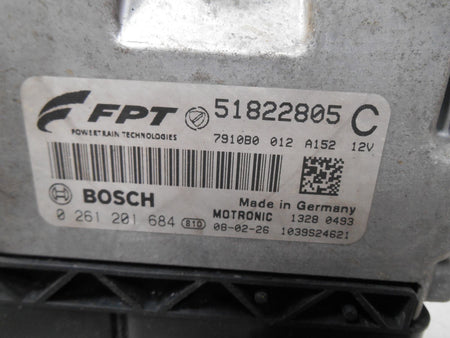 FPT 51822805 C
POWERTRAIN TECHNOLOGIES 7910B0 012 A152 12V
BOSCH Made in Germany
0 261 201 684 81D MOTRONIC 1328 0493
08-02-26 1039S24621